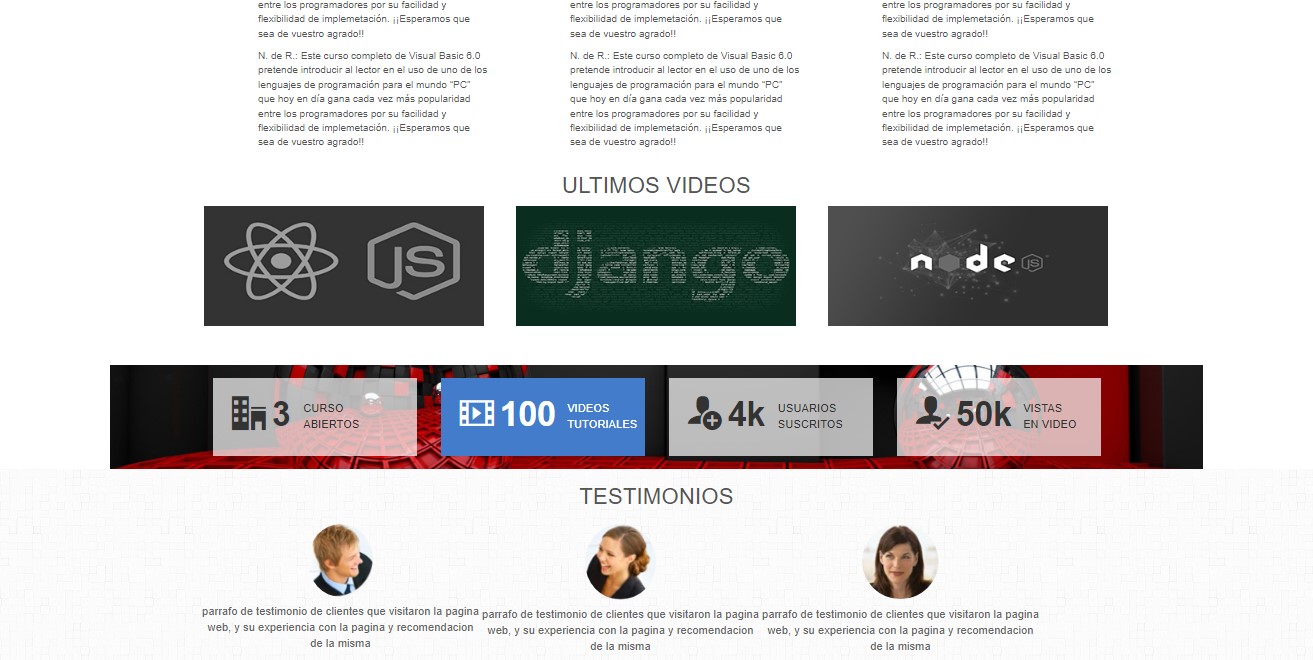 entre los programadores por su facilidad y
flexibilidad de implemetación. ¡¡Esperamos que
sea de vuestro agrado!!
N. de R.: Este curso completo de Visual Basic 6.0
pretende introducir al lector en el uso de uno de los
lenguajes de programación para el mundo “PC”
que hoy en día gana cada vez más popularidad
entre los programadores por su facilidad y
flexibilidad de implemetación. ¡¡Esperamos que
sea de vuestro agrado!!
entre los programadores por su facilidad y
flexibilidad de implemetación. ¡¡Esperamos que
sea de vuestro agrado!!
N. de R.: Este curso completo de Visual Basic 6.0
pretende introducir al lector en el uso de uno de los
lenguajes de programación para el mundo “PC”
que hoy en día gana cada vez más popularidad
entre los programadores por su facilidad y
flexibilidad de implemetación. ¡¡Esperamos que
sea de vuestro agrado!!
entre los programadores por su facilidad y
flexibilidad de implemetación. ¡¡Esperamos que
sea de vuestro agrado!!
N. de R.: Este curso completo de Visual Basic 6.0
pretende introducir al lector en el uso de uno de los
lenguajes de programación para el mundo “PC”
que hoy en día gana cada vez más popularidad
entre los programadores por su facilidad y
flexibilidad de implemetación. ¡¡Esperamos que
sea de vuestro agrado!!
ULTIMOS VIDEOS
JS
django
node JS
3 CURSO
ABIERTOS
100 VIDEOS
TUTORIALES
4k USUARIOS
SUSCRITOS
50k VISTAS
EN VIDEO
TESTIMONIOS
parrafo de testimonio de clientes que visitaron la pagina
web, y su experiencia con la pagina y recomendacion
de la misma
parrafo de testimonio de clientes que visitaron la pagina
web, y su experiencia con la pagina y recomendacion
de la misma
parrafo de testimonio de clientes que visitaron la pagina
web, y su experiencia con la pagina y recomendacion
de la misma